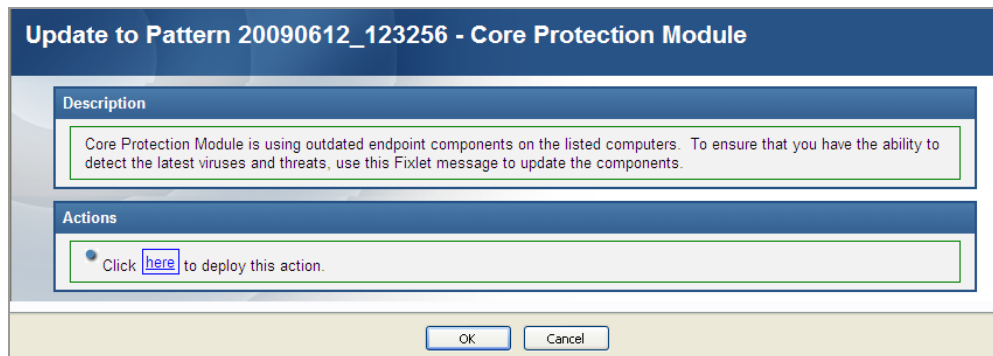 Update to Pattern 20090612_123256 - Core Protection Module
Description
Core Protection Module is using outdated endpoint components on the listed computers. To ensure that you have the ability to
detect the latest viruses and threats, use this Fixlet message to update the components.
Actions
Click here to deploy this action.
OK Cancel